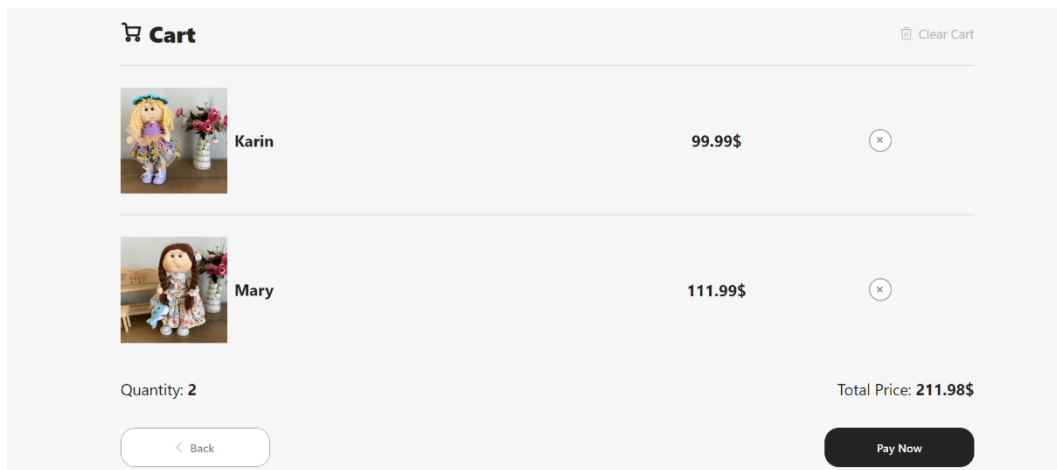 Cart Clear Cart
Karin 99.99$
Mary 111.99$
Quantity: 2 Total Price: 211.98$
Back Pay Now